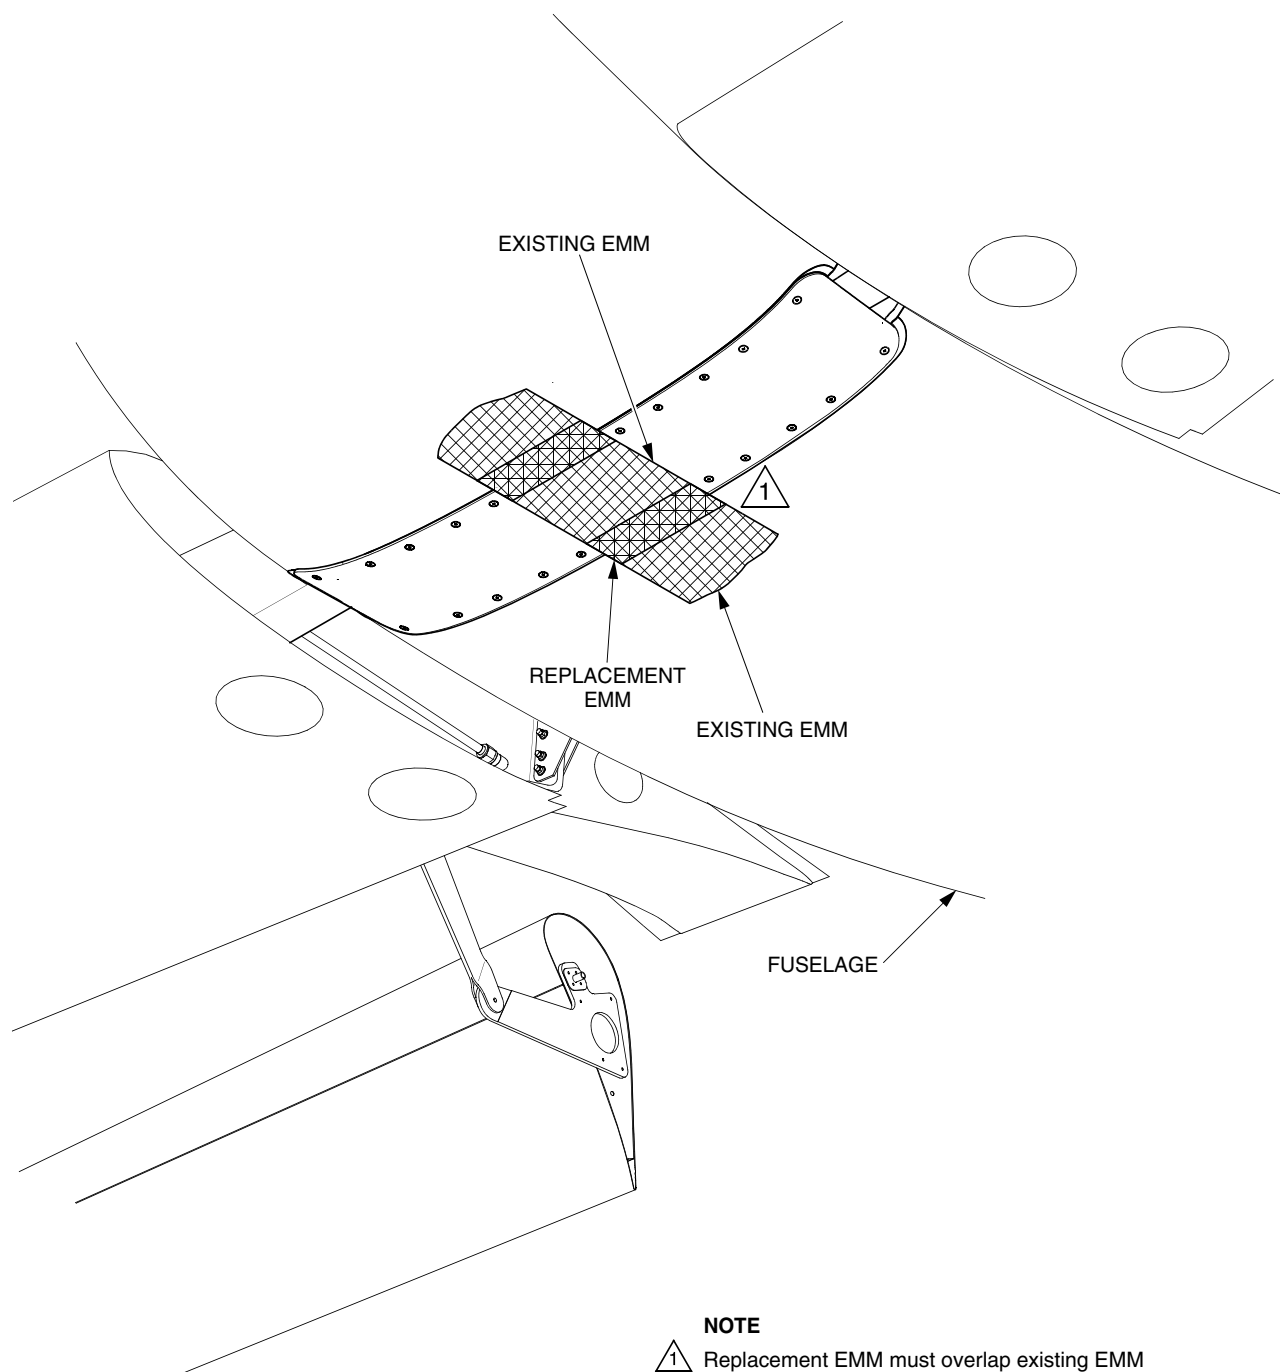 EXISTING EMM
1
REPLACEMENT
EMM
EXISTING EMM
FUSELAGE
NOTE
1 Replacement EMM must overlap existing EMM